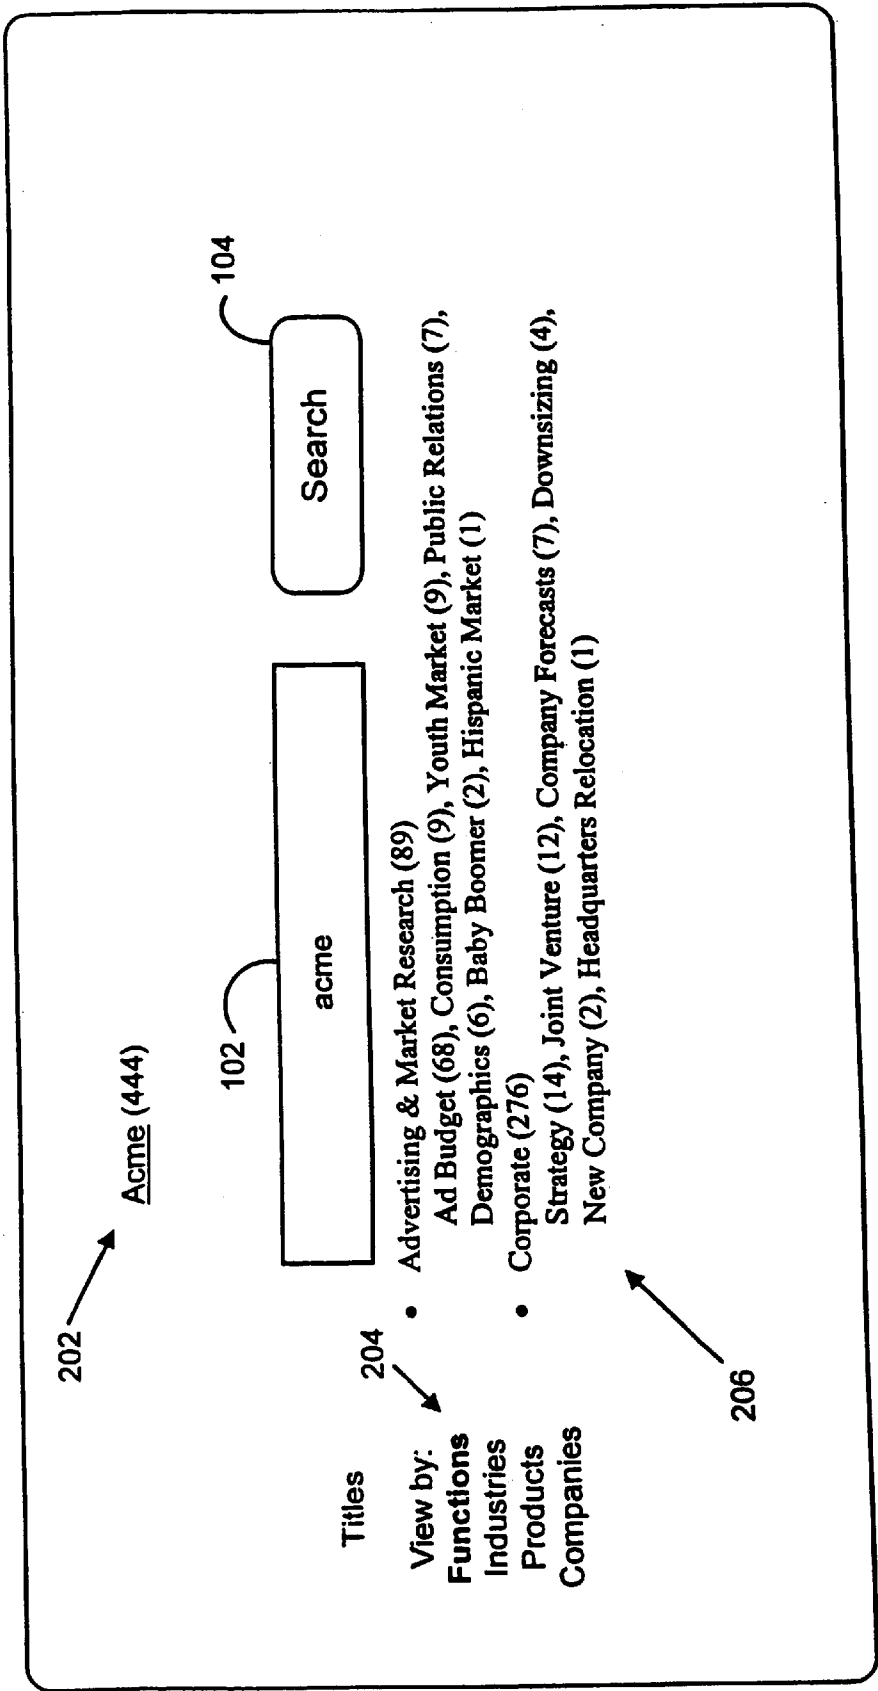 202
Acme (444)
102
104
acme
Search
Titles
204
View by:
Functions
Industries
Products
Companies
• Advertising & Market Research (89)
Ad Budget (68), Consumption (9), Youth Market (9), Public Relations (7),
Demographics (6), Baby Boomer (2), Hispanic Market (1)
• Corporate (276)
Strategy (14), Joint Venture (12), Company Forecasts (7), Downsizing (4),
New Company (2), Headquarters Relocation (1)
206